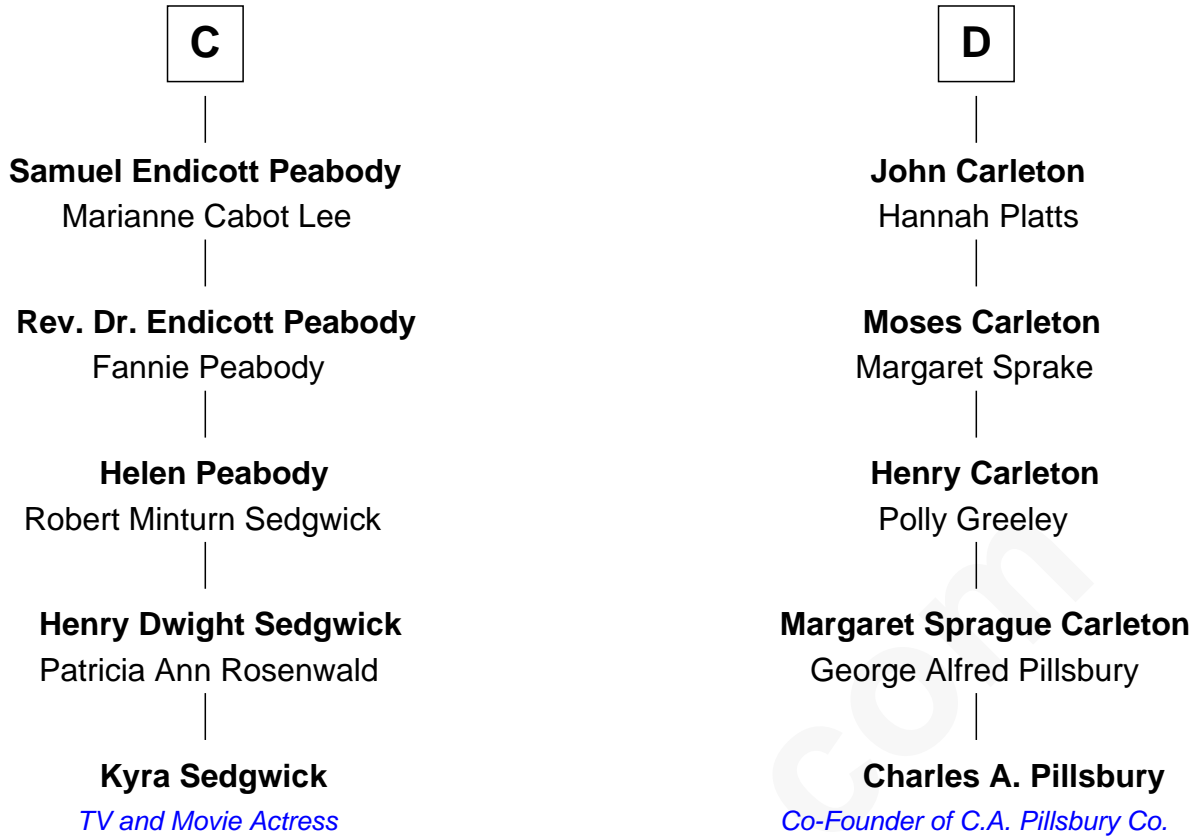 C
Samuel Endicott Peabody
Marianne Cabot Lee
Rev. Dr. Endicott Peabody
Fannie Peabody
Helen Peabody
Robert Minturn Sedgwick
Henry Dwight Sedgwick
Patricia Ann Rosenwald
Kyra Sedgwick
TV and Movie Actress
D
John Carleton
Hannah Platts
Moses Carleton
Margaret Sprake
Henry Carleton
Polly Greeley
Margaret Sprague Carleton
George Alfred Pillsbury
Charles A. Pillsbury
Co-Founder of C.A. Pillsbury Co.
com